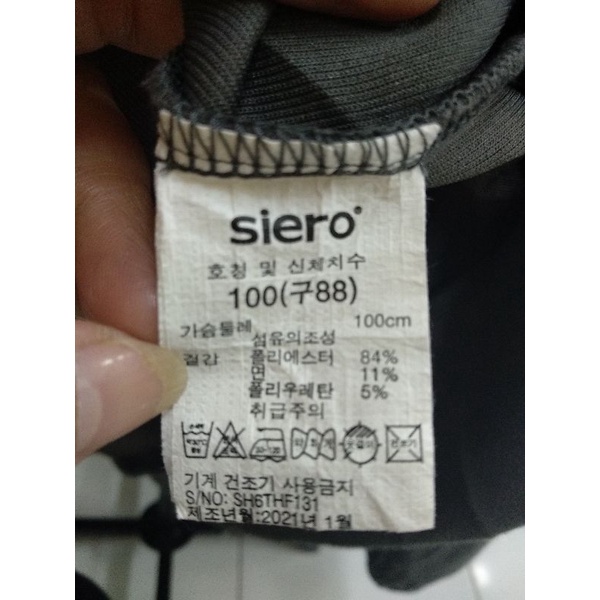 siero®
호칭 및 신체치수
100(구88)
가슴둘레 100cm
섬유의조성
겉감 폴리에스터 84%
면 11%
폴리우레탄 5%
취급주의
기계 건조기 사용금지
S/NO: SH6THF131
제조년월:2021년 1월